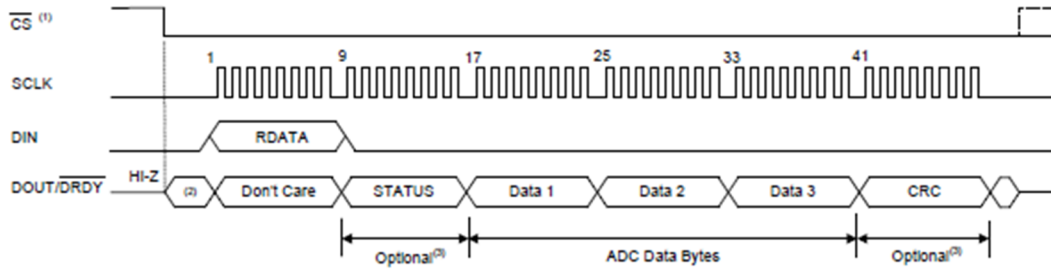 CS (1)
1 9 17 25 33 41
SCLK
DIN RDATA
DOUT/DRDY HI-Z (2) Don't Care STATUS Data 1 Data 2 Data 3 CRC
Optional(3) ADC Data Bytes Optional(3)